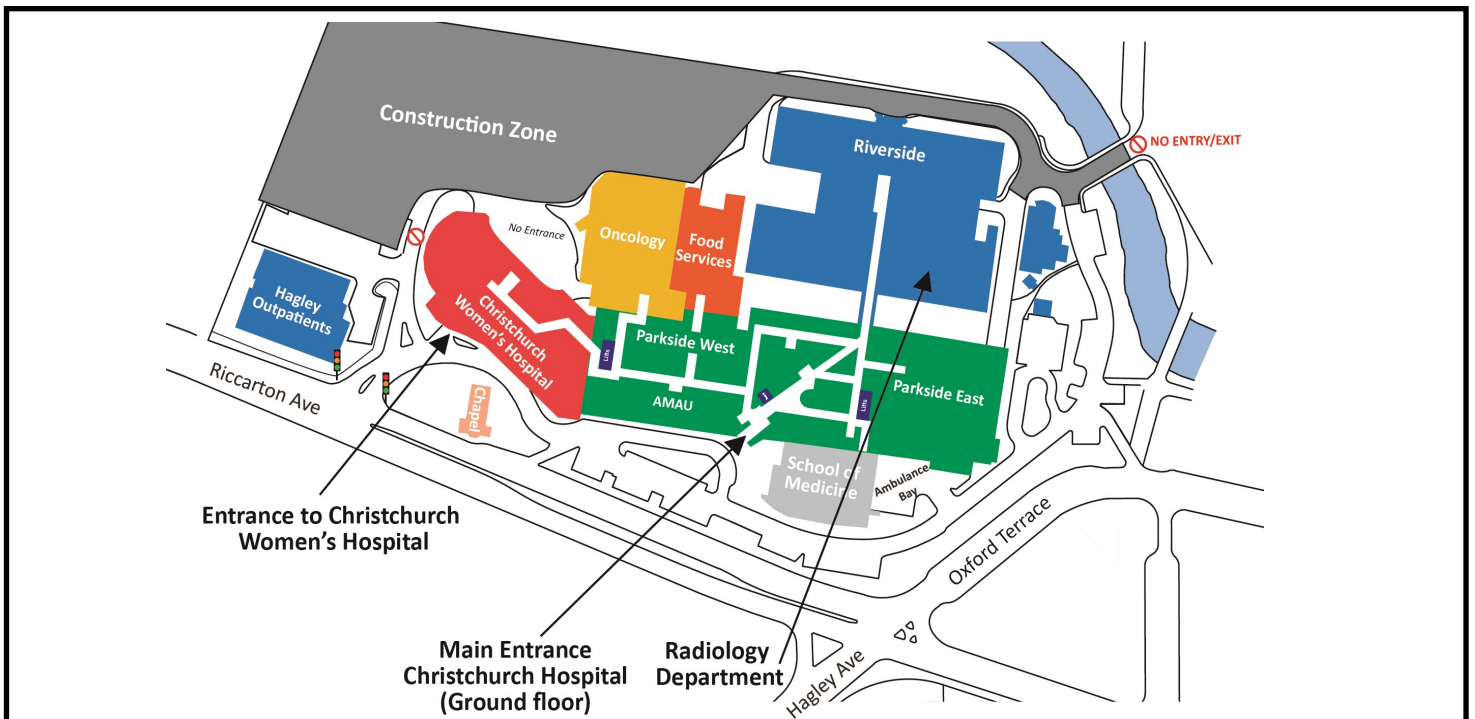 Construction Zone
Riverside
NO ENTRY/EXIT
No Entrance
Oncology
Food
Services
Hagley
Outpatients
Christchurch
Women's Hospital
Lifts
Parkside West
Parkside East
AMAU
Lifts
Riccarton Ave
Chapel
School of
Medicine
Ambulance
Bay
Entrance to Christchurch
Women's Hospital
Oxford Terrace
Main Entrance
Christchurch Hospital
(Ground floor)
Radiology
Department
Hagley Ave